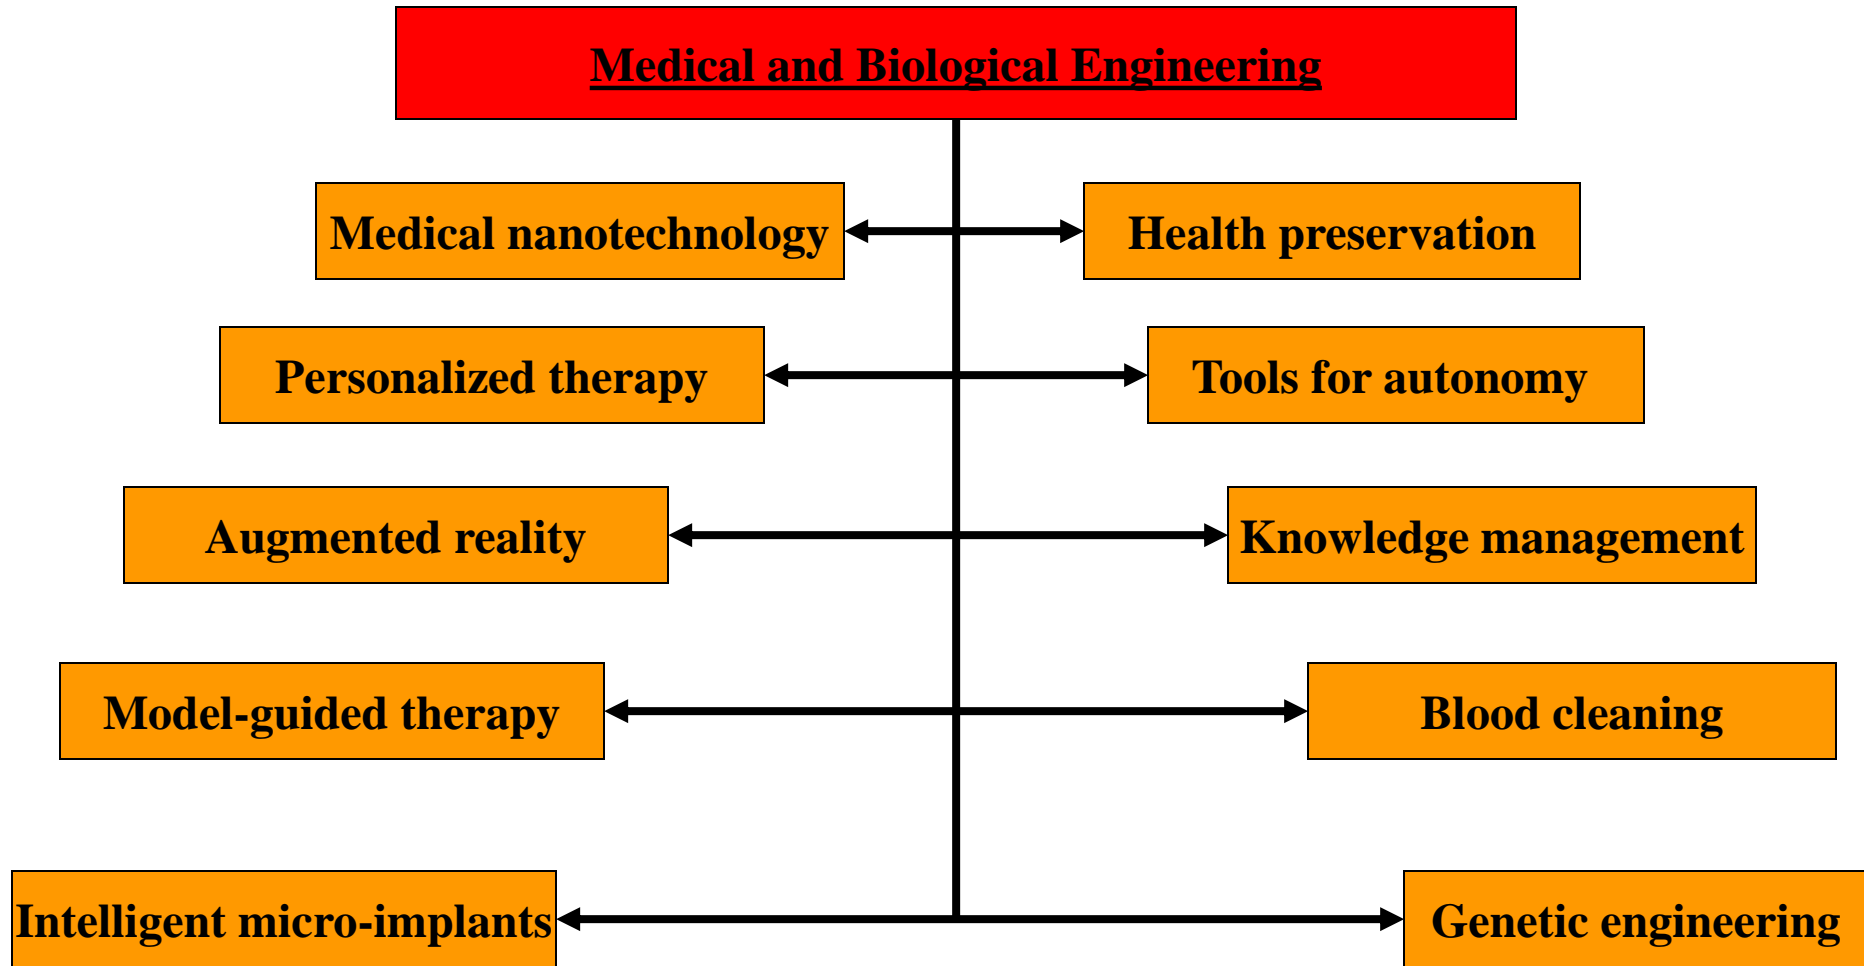 Medical and Biological Engineering
Medical nanotechnology
Health preservation
Personalized therapy
Tools for autonomy
Augmented reality
Knowledge management
Model-guided therapy
Blood cleaning
Intelligent micro-implants
Genetic engineering